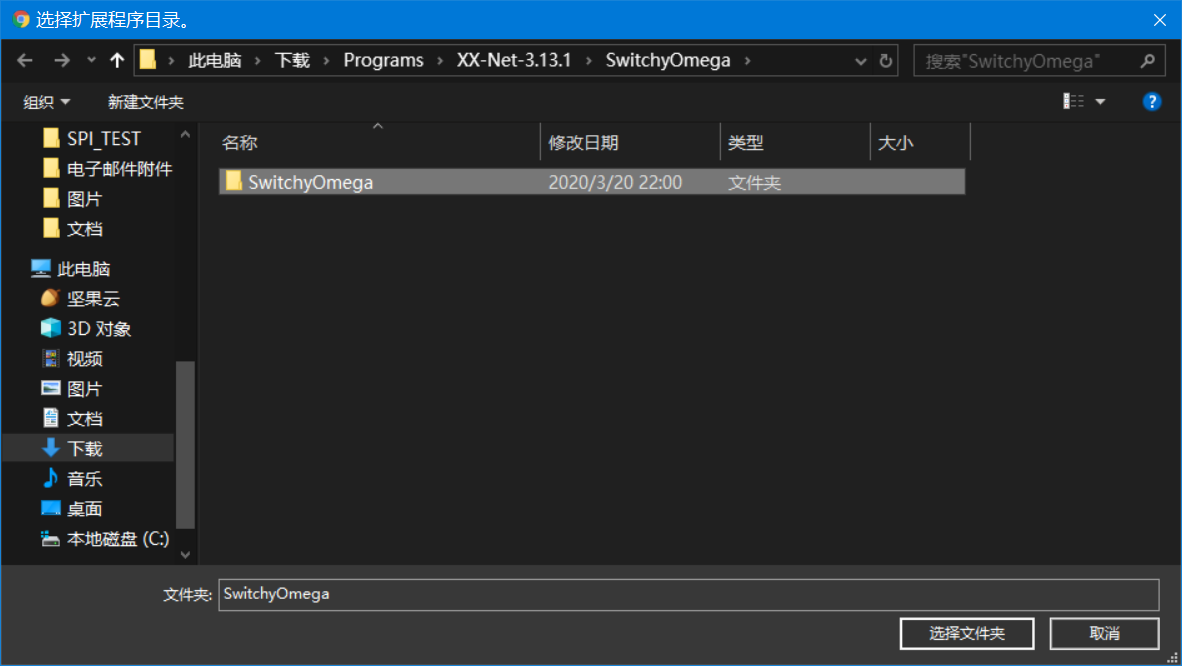 选择扩展程序目录。
此电脑 › 下载 › Programs › XX-Net-3.13.1 › SwitchyOmega ›
搜索"SwitchyOmega"
组织 新建文件夹
?
SPI_TEST
电子邮件附件
图片
文档
此电脑
坚果云
3D 对象
视频
图片
文档
下载
音乐
桌面
本地磁盘 (C:)
名称 修改日期 类型 大小
SwitchyOmega 2020/3/20 22:00 文件夹
文件夹: SwitchyOmega
选择文件夹 取消